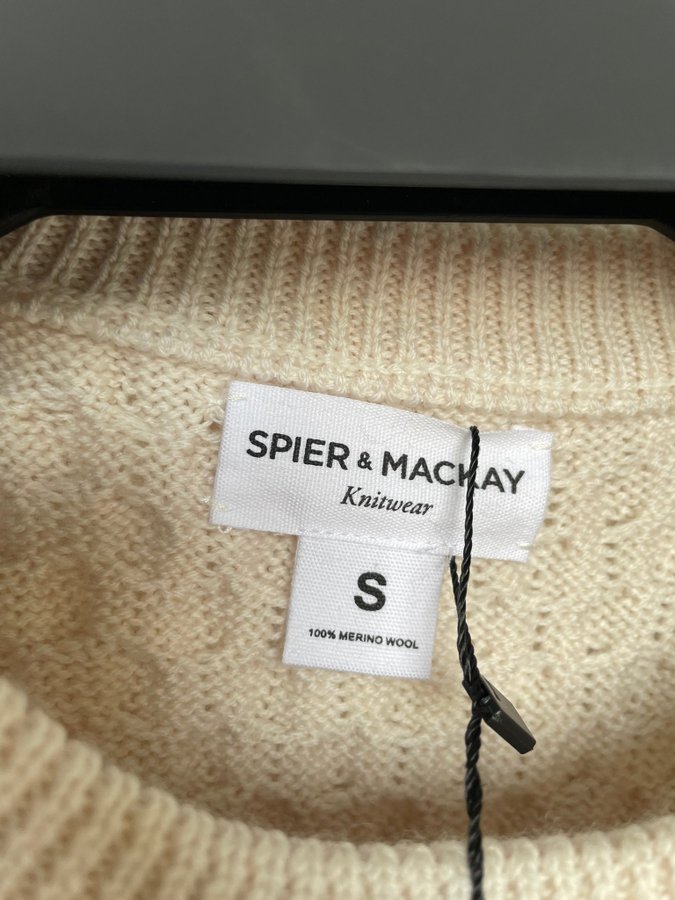 SPIER & MACKAY
Knitwear
S
100% MERINO WOOL